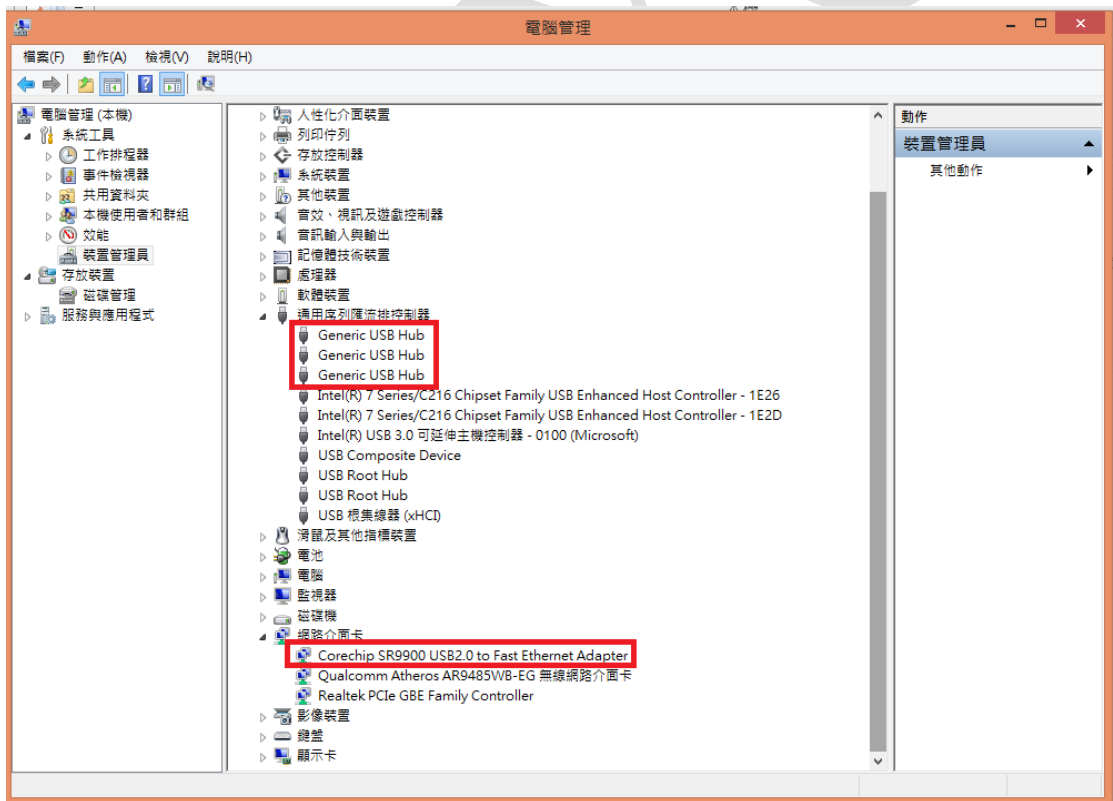 電腦管理
檔案(F) 動作(A) 檢視(V) 說明(H)
電腦管理 (本機)
系統工具
工作排程器
事件檢視器
共用資料夾
本機使用者和群組
效能
裝置管理員
存放裝置
磁碟管理
服務與應用程式
人性化介面裝置
列印佇列
存放控制器
系統裝置
其他裝置
音效、視訊及遊戲控制器
音訊輸入與輸出
記憶體技術裝置
處理器
軟體裝置
通用序列匯流排控制器
Generic USB Hub
Generic USB Hub
Generic USB Hub
Intel(R) 7 Series/C216 Chipset Family USB Enhanced Host Controller - 1E26
Intel(R) 7 Series/C216 Chipset Family USB Enhanced Host Controller - 1E2D
Intel(R) USB 3.0 可延伸主機控制器 - 0100 (Microsoft)
USB Composite Device
USB Root Hub
USB Root Hub
USB 根集線器 (xHCI)
滑鼠及其他指標裝置
電池
電腦
監視器
磁碟機
網路介面卡
Corechip SR9900 USB2.0 to Fast Ethernet Adapter
Qualcomm Atheros AR9485WB-EG 無線網路介面卡
Realtek PCIe GBE Family Controller
影像裝置
鍵盤
顯示卡
動作
裝置管理員
其他動作